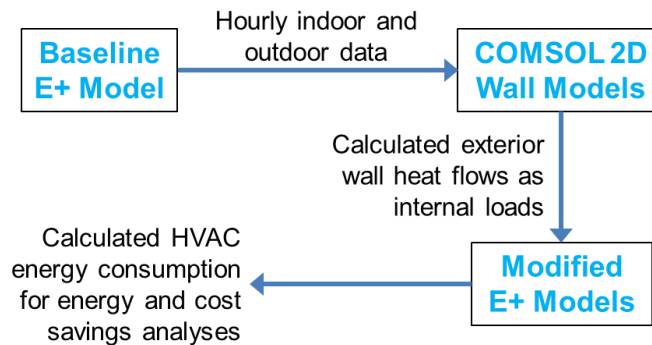 Baseline
E+ Model
Hourly indoor and
outdoor data
COMSOL 2D
Wall Models
Calculated exterior
wall heat flows as
internal loads
Modified
E+ Models
Calculated HVAC
energy consumption
for energy and cost
savings analyses